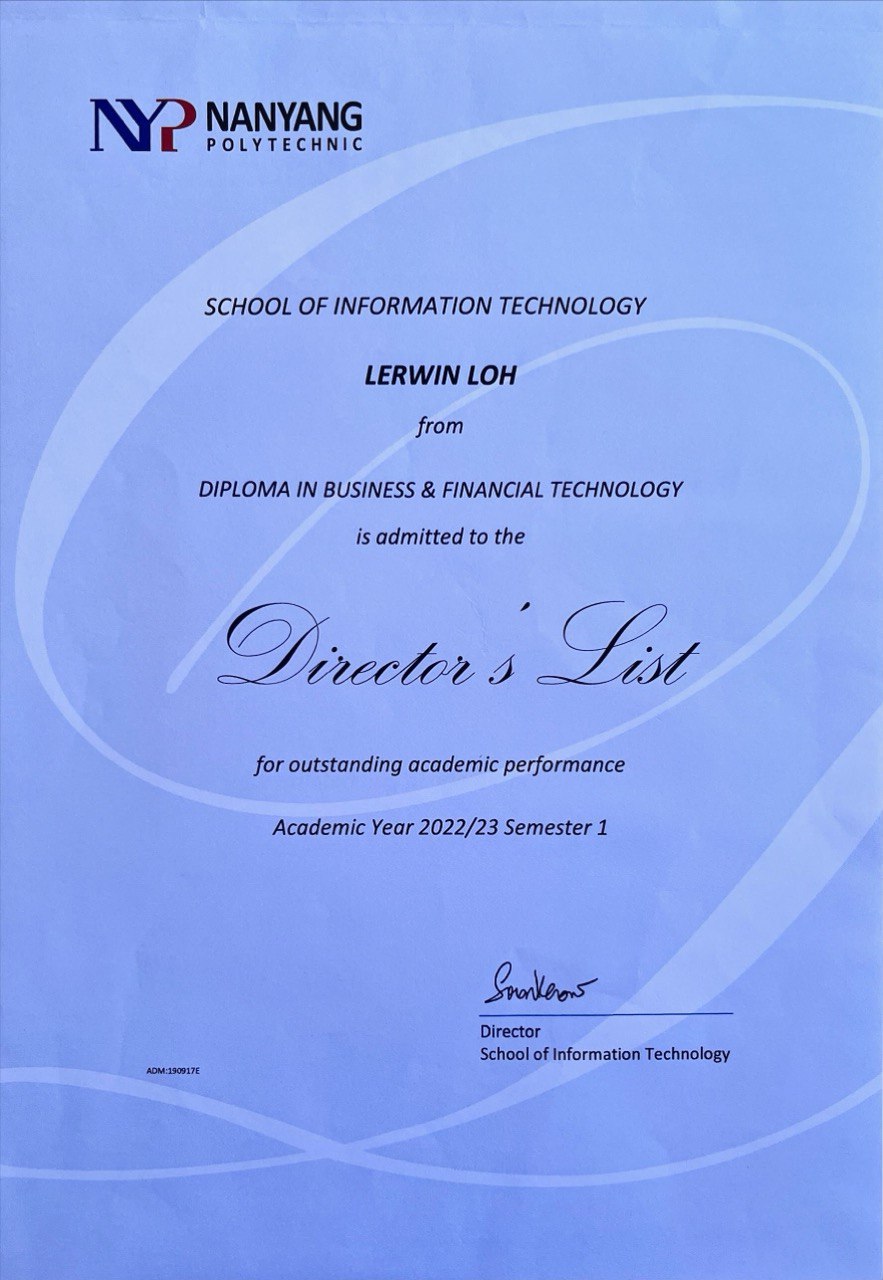 NYP NANYANG
POLYTECHNIC
SCHOOL OF INFORMATION TECHNOLOGY
LERWIN LOH
from
DIPLOMA IN BUSINESS & FINANCIAL TECHNOLOGY
is admitted to the
Director's List
for outstanding academic performance
Academic Year 2022/23 Semester 1
Director
School of Information Technology
ADM:190917E